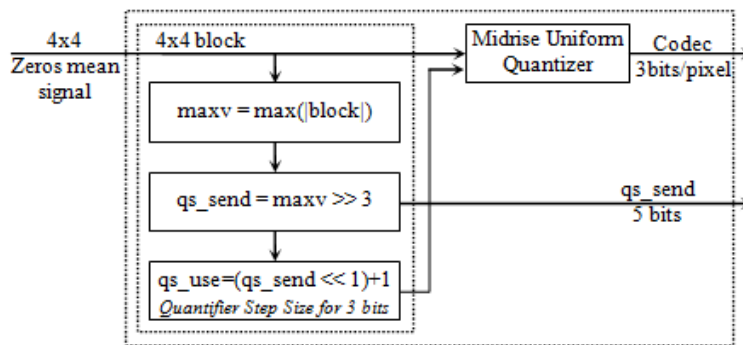 4x4
Zeros mean
signal
4x4 block
maxv = max(|block|)
qs_send = maxv >> 3
qs_use=(qs_send << 1)+1
Quantifier Step Size for 3 bits
Midrise Uniform
Quantizer
Codec
3bits/pixel
qs_send
5 bits